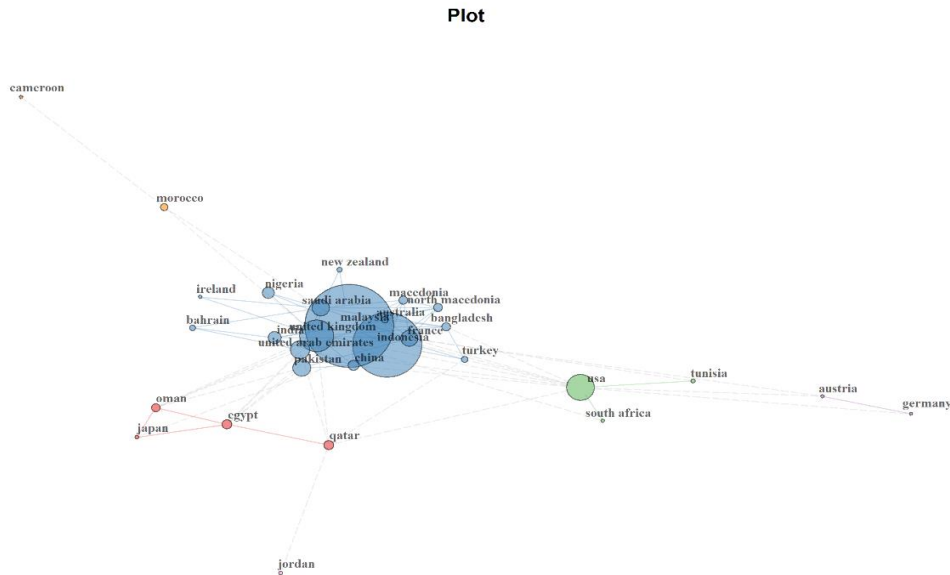 Plot
cameroon
morocco
new zealand
nigeria
ireland
saudi arabia
macedonia
north macedonia
australia
malaysia
bahrain
united kingdom
bangladesh
india
france
indonesia
united arab emirates
turkey
pakistan
china
usa
tunisia
austria
oman
germany
egypt
south africa
japan
qatar
jordan